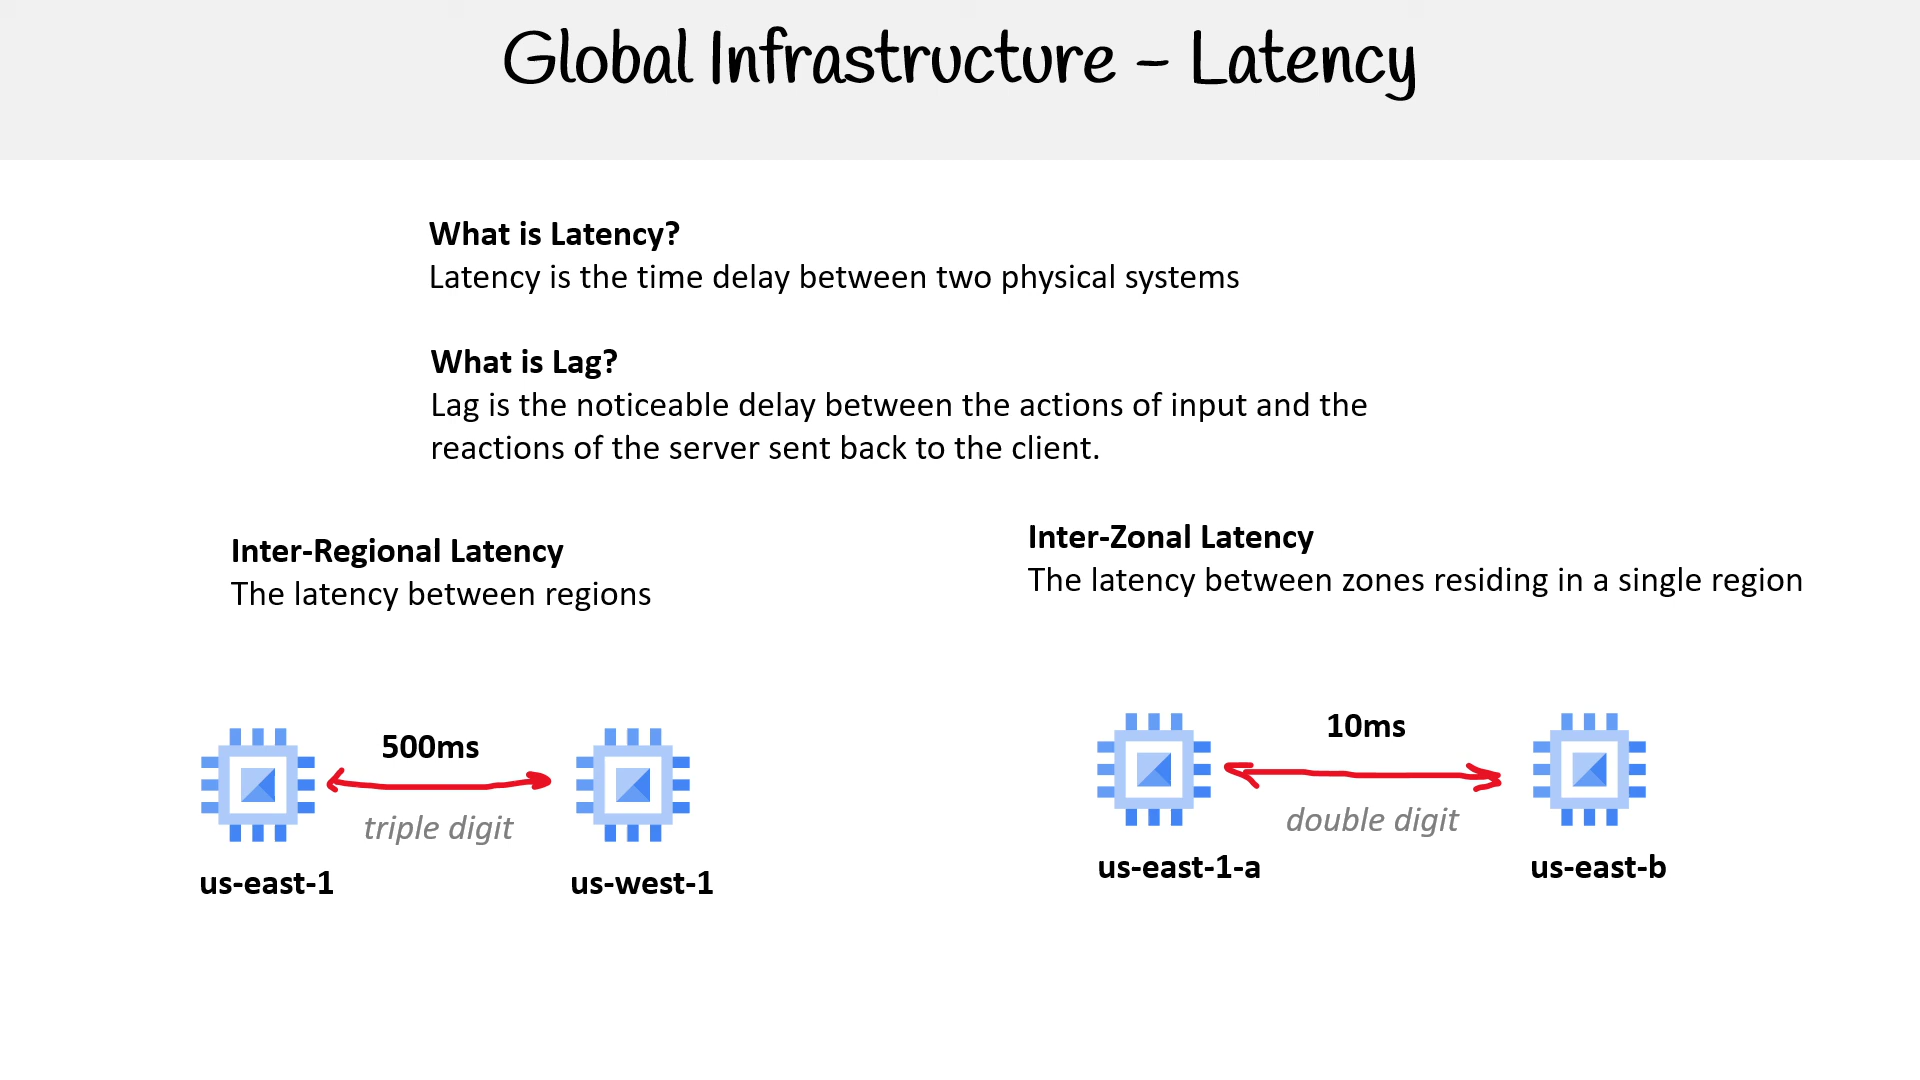 Global Infrastructure – Latency
What is Latency?
Latency is the time delay between two physical systems
What is Lag?
Lag is the noticeable delay between the actions of input and the
reactions of the server sent back to the client.
Inter-Regional Latency
The latency between regions
500ms
triple digit
us-east-1
us-west-1
Inter-Zonal Latency
The latency between zones residing in a single region
10ms
double digit
us-east-1-a
us-east-b